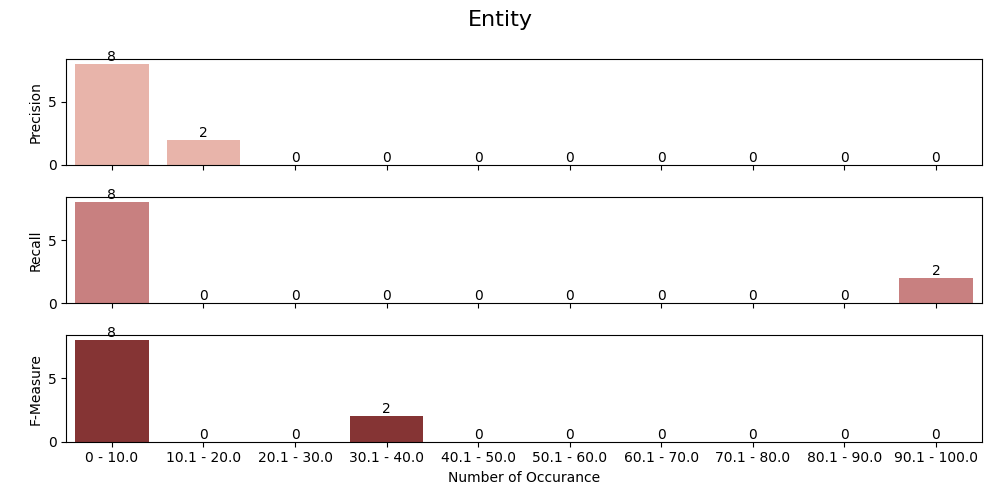 Entity
Precision
5
0
8 2 0 0 0 0 0 0 0 0
Recall
5
0
8 0 0 0 0 0 0 0 0 2
F-Measure
5
0
8 0 0 2 0 0 0 0 0 0
0 - 10.0 10.1 - 20.0 20.1 - 30.0 30.1 - 40.0 40.1 - 50.0 50.1 - 60.0 60.1 - 70.0 70.1 - 80.0 80.1 - 90.0 90.1 - 100.0
Number of Occurance